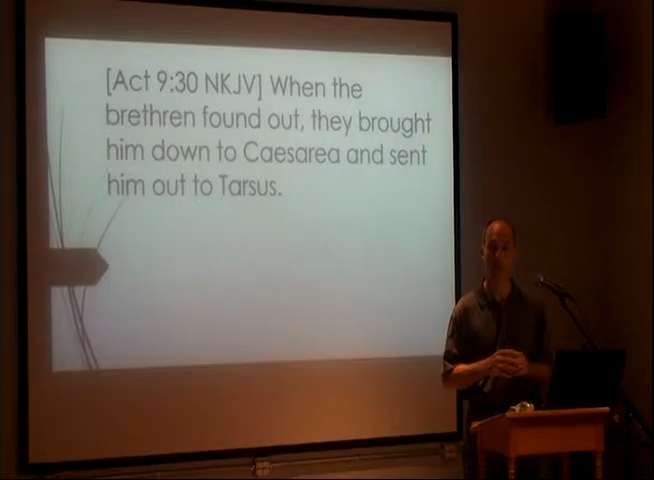 [Act 9:30 NKJV] When the
brethren found out, they brought
him down to Caesarea and sent
him out to Tarsus.